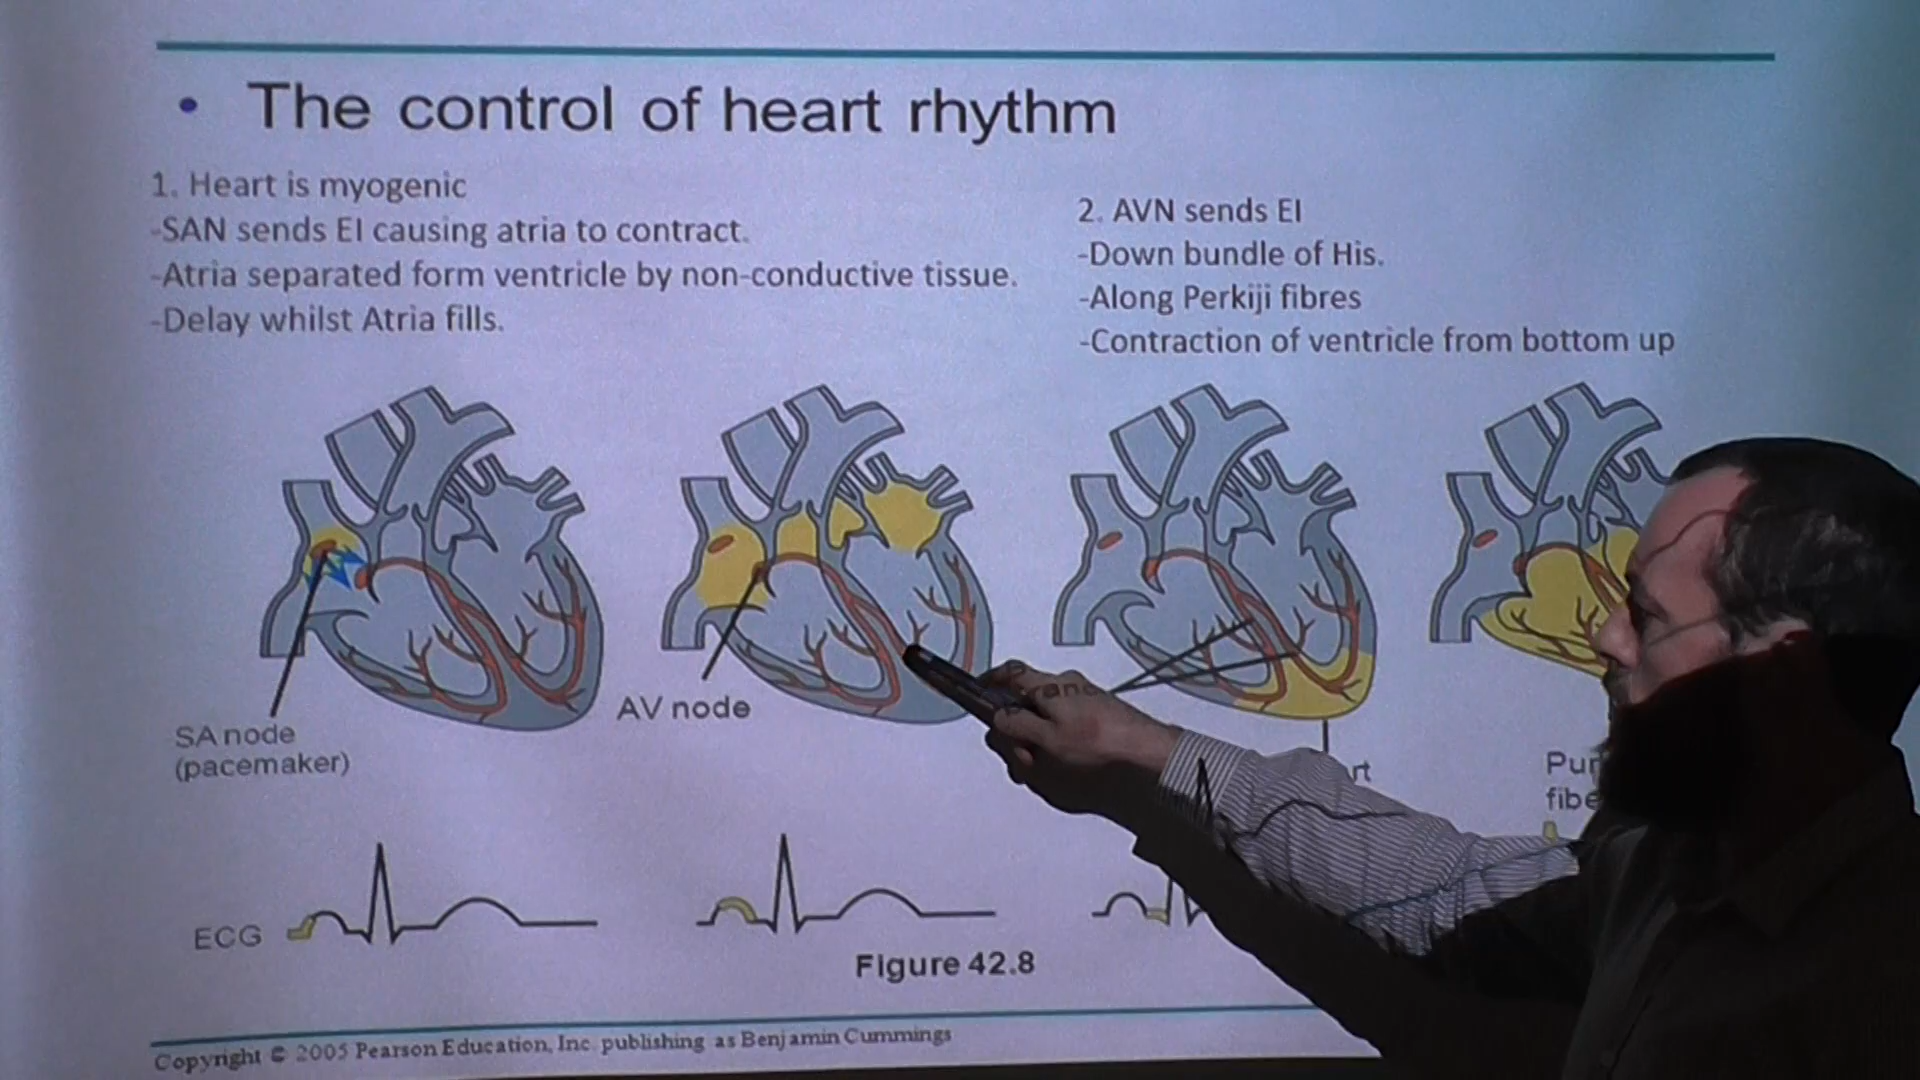 • The control of heart rhythm
1. Heart is myogenic
-SAN sends EI causing atria to contract.
-Atria separated form ventricle by non-conductive tissue.
-Delay whilst Atria fills.
2. AVN sends EI
-Down bundle of His.
-Along Perkiji fibres
-Contraction of ventricle from bottom up
SA node
(pacemaker)
AV node
ECG
Figure 42.8
Copyright © 2005 Pearson Education, Inc. publishing as Benjamin Cummings